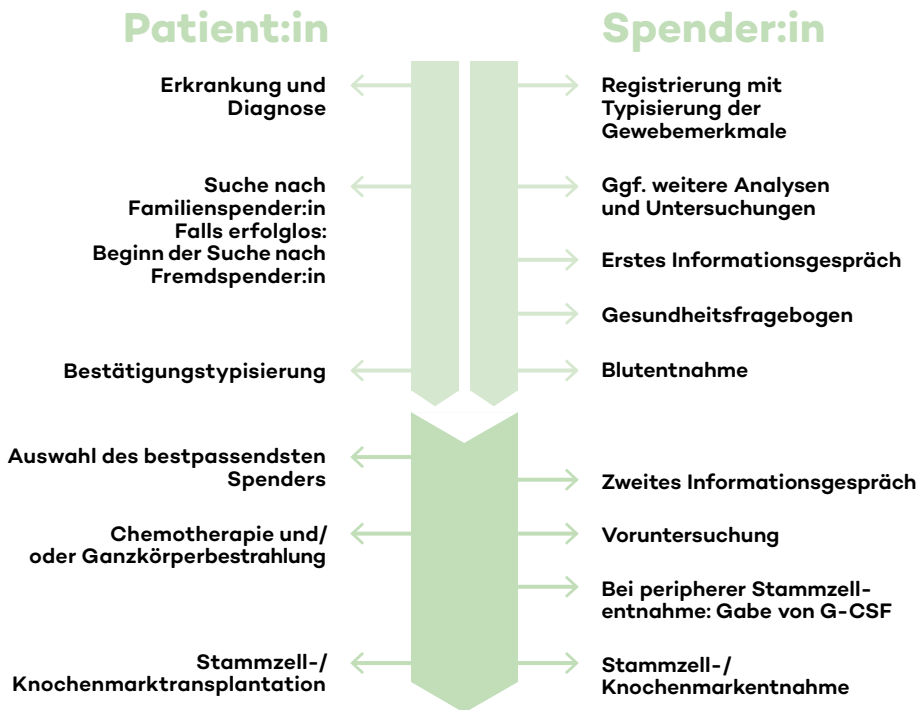 Patient:in
Erkrankung und
Diagnose
Suche nach
Familienspender:in
Falls erfolglos:
Beginn der Suche nach
Fremdspender:in
Bestätigungstypisierung
Auswahl des bestpassendsten
Spenders
Chemotherapie und/
oder Ganzkörperbestrahlung
Stammzell-/
Knochenmarktransplantation
Spender:in
Registrierung mit
Typisierung der
Gewebemerkmale
Ggf. weitere Analysen
und Untersuchungen
Erstes Informationsgespräch
Gesundheitsfragebogen
Blutentnahme
Zweites Informationsgespräch
Voruntersuchung
Bei peripherer Stammzell-
entnahme: Gabe von G-CSF
Stammzell-/
Knochenmarkentnahme